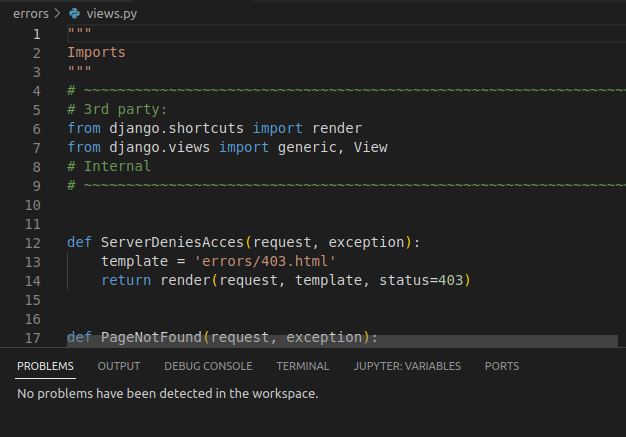 errors > views.py
1 """
2 Imports
3 """
4 # ~~~~~~~~~~~~~~~~~~~~~~~~~~~~~~~~~~~~~~~~~~~~~~~~~~~~~~~~~~~~~~~~~~
5 # 3rd party:
6 from django.shortcuts import render
7 from django.views import generic, View
8 # Internal
9 # ~~~~~~~~~~~~~~~~~~~~~~~~~~~~~~~~~~~~~~~~~~~~~~~~~~~~~~~~~~~~~~~~~~
10
11
12 def ServerDeniesAcces(request, exception):
13     template = 'errors/403.html'
14     return render(request, template, status=403)
15
16
17 def PageNotFound(request, exception):
PROBLEMS OUTPUT DEBUG CONSOLE TERMINAL JUPYTER: VARIABLES PORTS
No problems have been detected in the workspace.